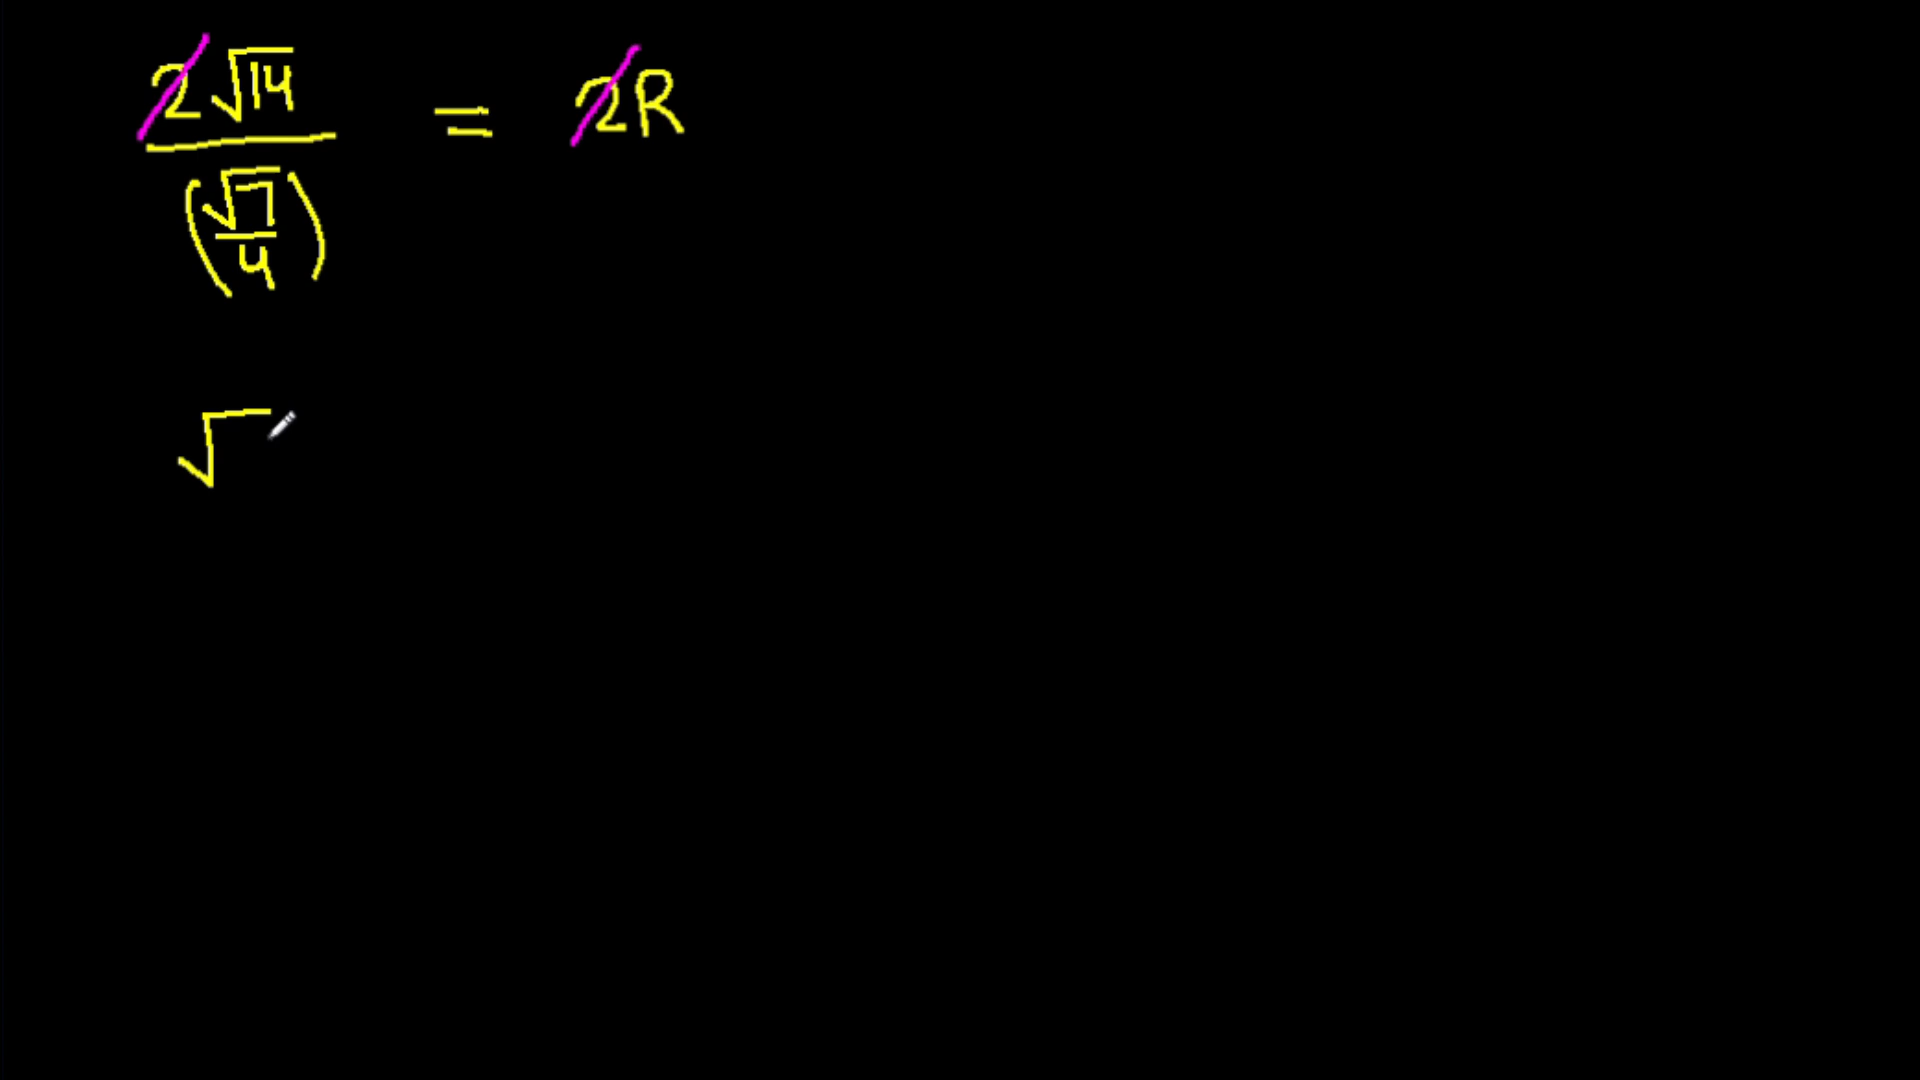 2√14 / (√7/4) = 2R
√